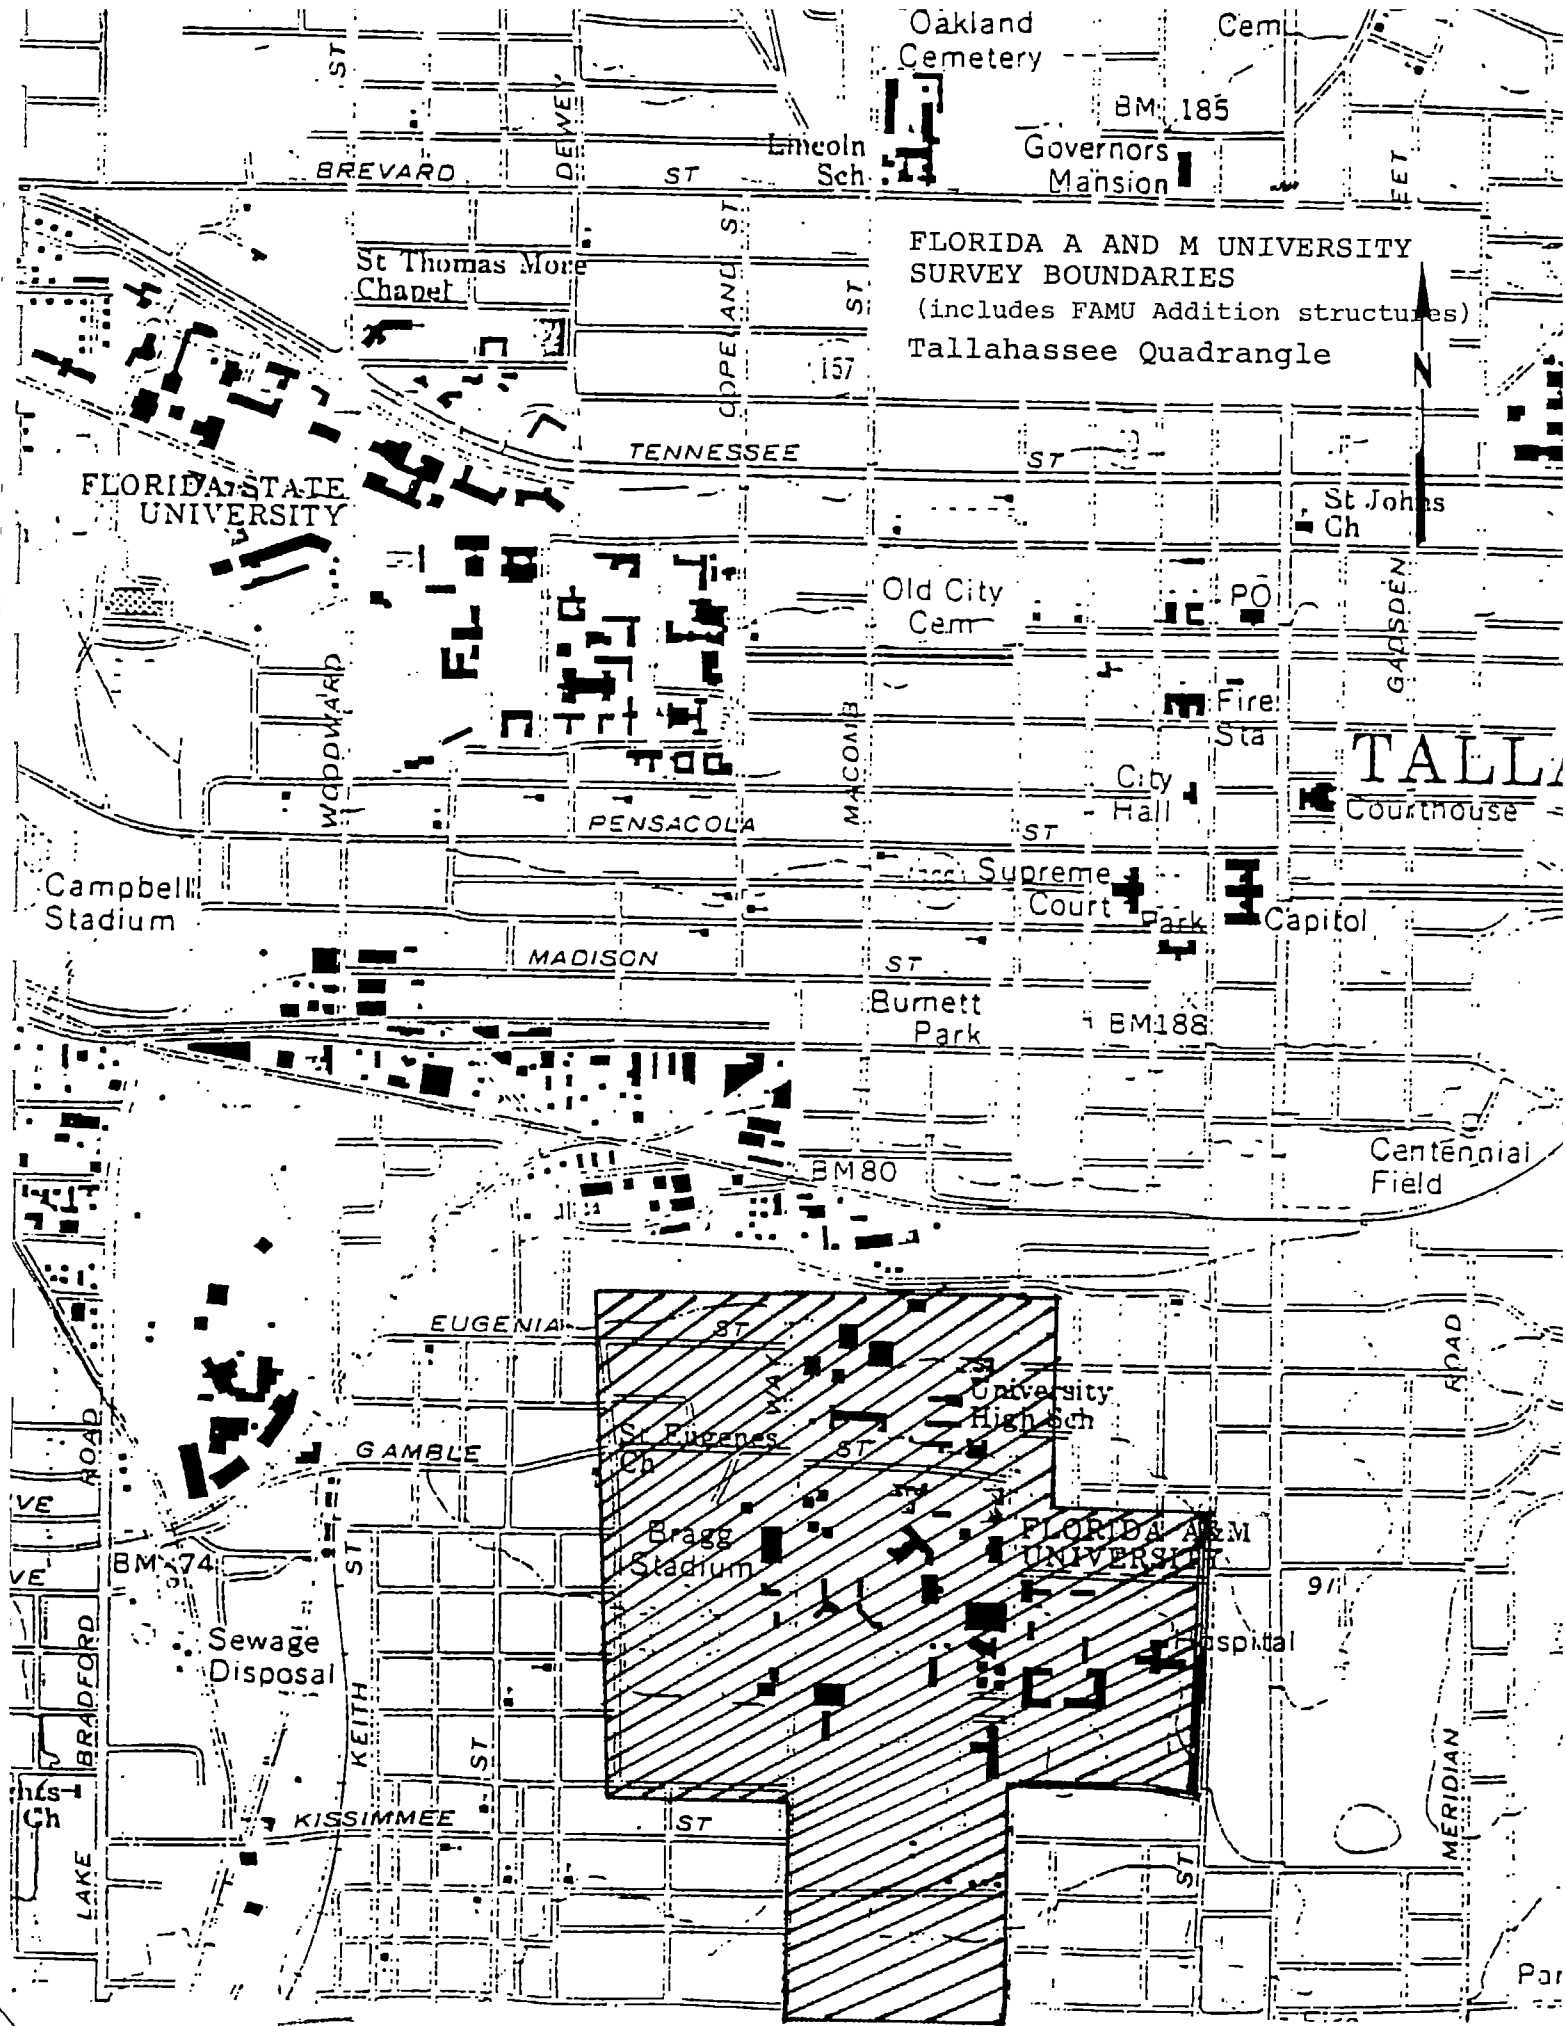 Oakland
Cemetery
Cem
ST
DEWEY
BM 185
Lincoln
Sch
Governors
Mansion
BREVARD
ST
FLORIDA A AND M UNIVERSITY
SURVEY BOUNDARIES
(includes FAMU Addition structures)
Tallahassee Quadrangle
N
St Thomas More
Chapel
COPELAND ST
ST
157
TENNESSEE
ST
FLORIDA STATE
UNIVERSITY
St Johns
Ch
Old City
Cem
PO
GADSDEN
WOODWARD
Fire
Sta
MACOMB
TALLA
City
Hall
Courthouse
PENSACOLA
ST
Campbell
Stadium
Supreme
Court
Park
Capitol
MADISON
ST
Burnett
Park
BM188
Centennial
Field
BM80
EUGENIA
ST
WAY
ROAD
University
High Sch
St Eugenes
Ch
ST
GAMBLE
ROAD
VE
Bragg
Stadium
FLORIDA A&M
UNIVERSITY
BM 74
VE
ST
91
Sewage
Disposal
Hospital
BRADFORD
KEITH
ST
MERIDIAN
Ch
KISSIMMEE
ST
LAKE
ST
Par